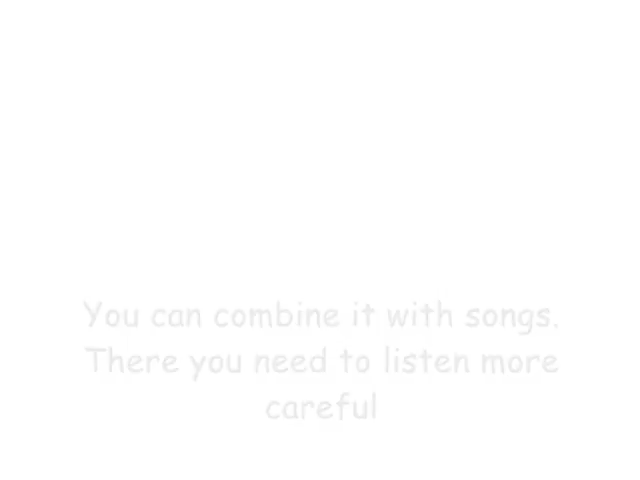 You can combine it with songs.
There you need to listen more
careful